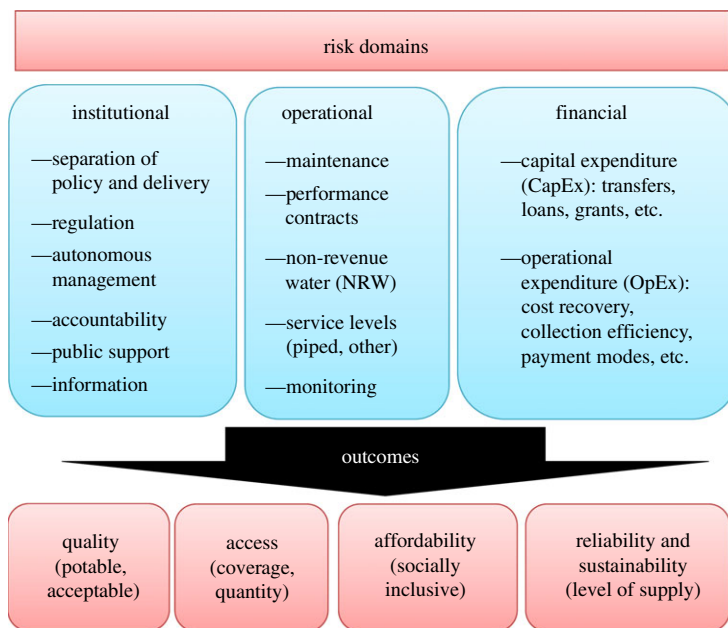 risk domains
institutional
—separation of
policy and delivery
—regulation
—autonomous
management
—accountability
—public support
—information
operational
—maintenance
—performance
contracts
—non-revenue
water (NRW)
—service levels
(piped, other)
—monitoring
financial
—capital expenditure
(CapEx): transfers,
loans, grants, etc.
—operational
expenditure (OpEx):
cost recovery,
collection efficiency,
payment modes, etc.
outcomes
quality
(potable,
acceptable)
access
(coverage,
quantity)
affordability
(socially
inclusive)
reliability and
sustainability
(level of supply)